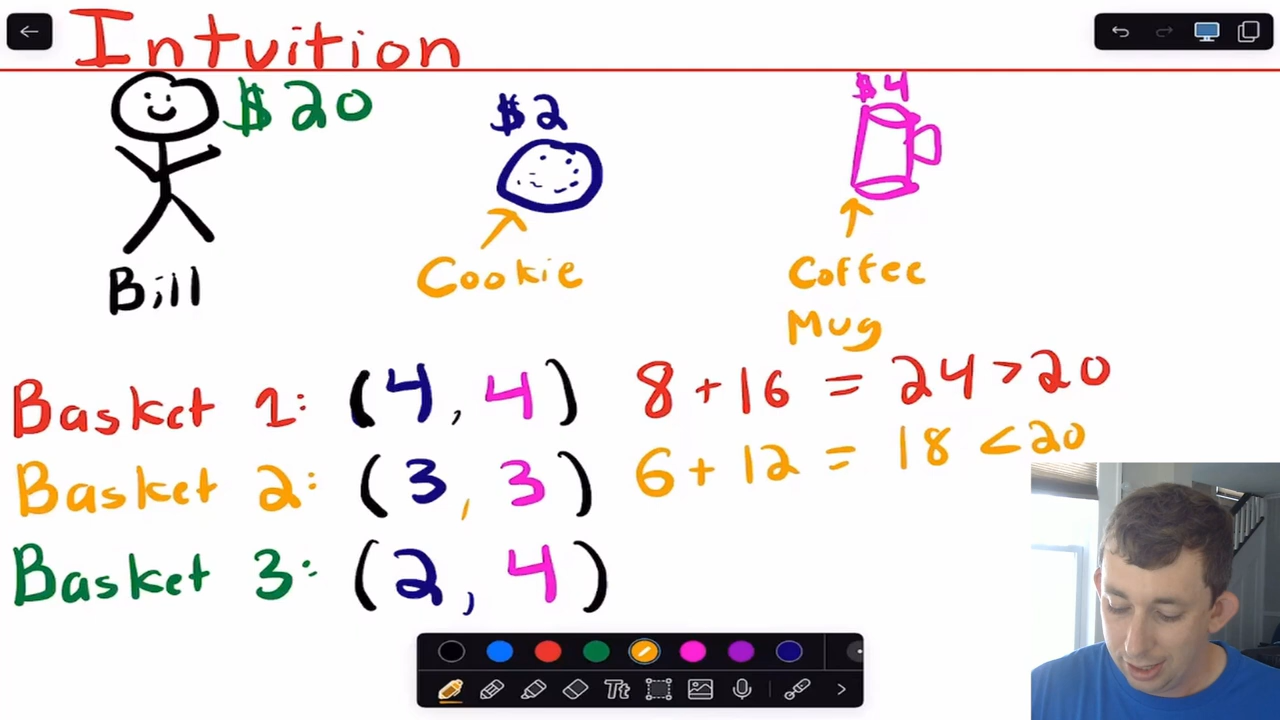 Intuition
$20
$2
$4
Cookie
Coffee
Mug
Bill
Basket 1: (4, 4) 8 + 16 = 24 > 20
Basket 2: (3, 3) 6 + 12 = 18 < 20
Basket 3: (2, 4)
Tt